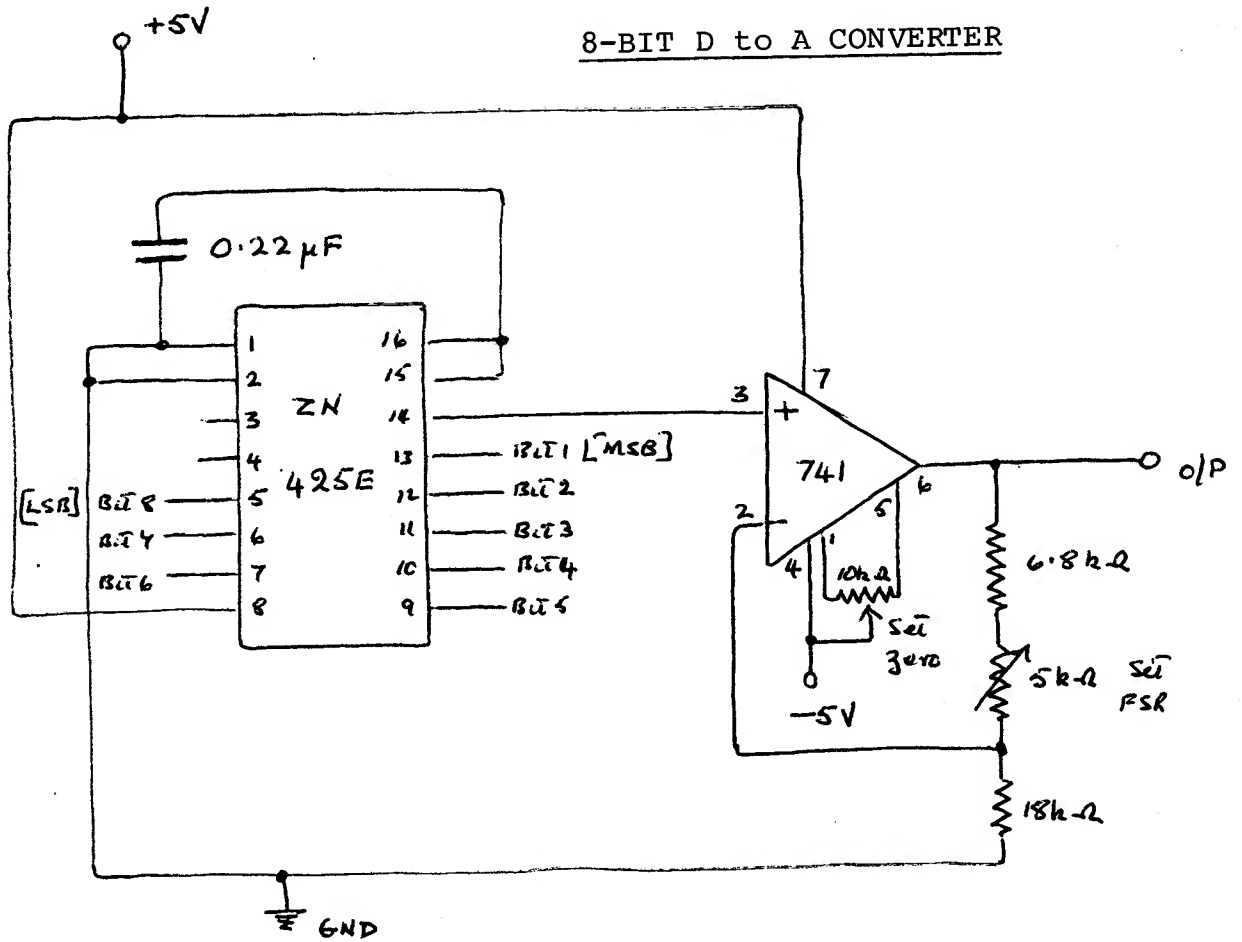 +5V
8-BIT D to A CONVERTER
0.22 µF
1
2
3
4
5
6
7
8
16
15
14
13
12
11
10
9
ZN
425E
[LSB] Bit 8
Bit 7
Bit 6
Bit 1 [MSB]
Bit 2
Bit 3
Bit 4
Bit 5
3
+
7
741
6
O/P
2
−
5
4
1
10kΩ
Set
zero
-5V
6.8kΩ
5kΩ Set
FSR
18kΩ
GND